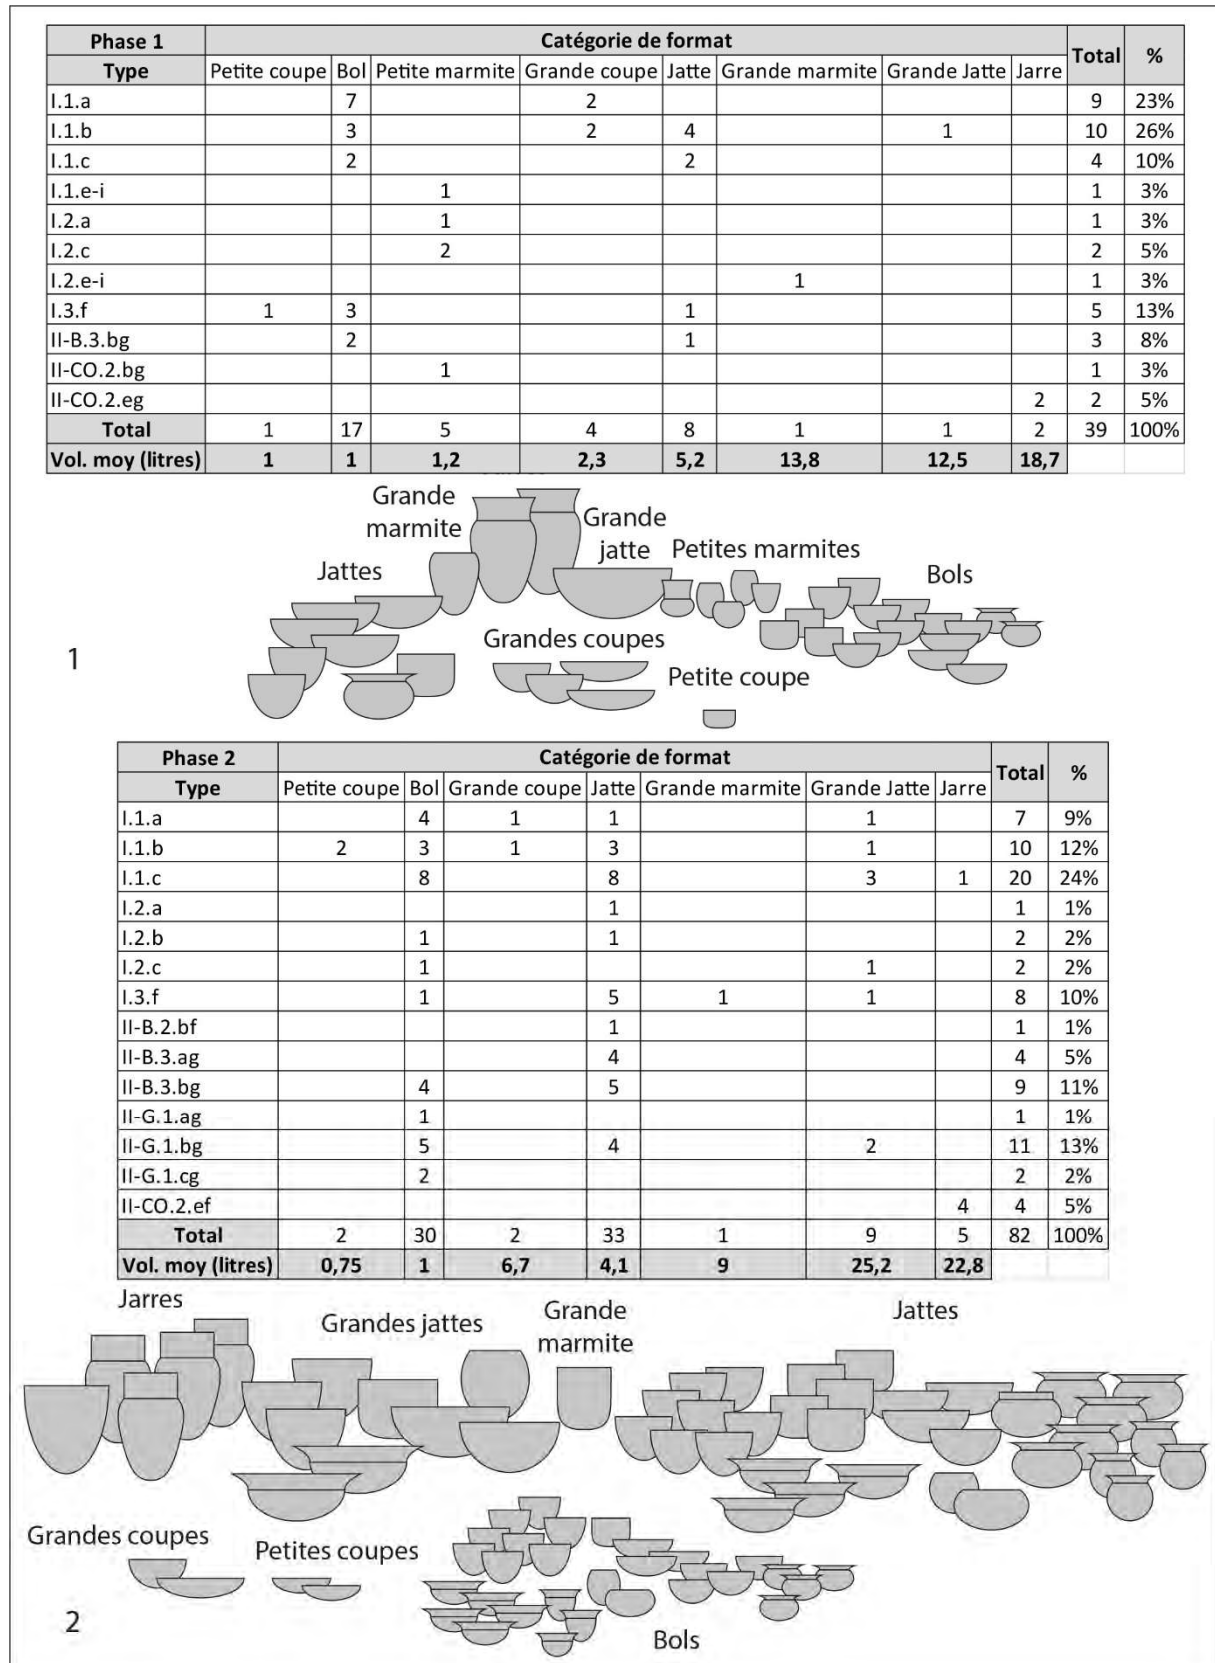 Phase 1 Catégorie de format Total %
Type Petite coupe Bol Petite marmite Grande coupe Jatte Grande marmite Grande Jatte Jarre
I.1.a 7 2 9 23%
I.1.b 3 2 4 1 10 26%
I.1.c 2 2 4 10%
I.1.e-i 1 1 3%
I.2.a 1 1 3%
I.2.c 2 2 5%
I.2.e-i 1 1 3%
I.3.f 1 3 1 5 13%
II-B.3.bg 2 1 3 8%
II-CO.2.bg 1 1 3%
II-CO.2.eg 2 2 5%
Total 1 17 5 4 8 1 1 2 39 100%
Vol. moy (litres) 1 1 1,2 2,3 5,2 13,8 12,5 18,7
Grande
marmite
Grande
jatte
Petites marmites
Jattes
Bols
Grandes coupes
Petite coupe
1
Phase 2 Catégorie de format Total %
Type Petite coupe Bol Grande coupe Jatte Grande marmite Grande Jatte Jarre
I.1.a 4 1 1 1 7 9%
I.1.b 2 3 1 3 1 10 12%
I.1.c 8 8 3 1 20 24%
I.2.a 1 1 1%
I.2.b 1 1 2 2%
I.2.c 1 1 2 2%
I.3.f 1 5 1 1 8 10%
II-B.2.bf 1 1 1%
II-B.3.ag 4 4 5%
II-B.3.bg 4 5 9 11%
II-G.1.ag 1 1 1%
II-G.1.bg 5 4 2 11 13%
II-G.1.cg 2 2 2%
II-CO.2.ef 4 4 5%
Total 2 30 2 33 1 9 5 82 100%
Vol. moy (litres) 0,75 1 6,7 4,1 9 25,2 22,8
Jarres
Grandes jattes
Grande
marmite
Jattes
Grandes coupes
Petites coupes
Bols
2